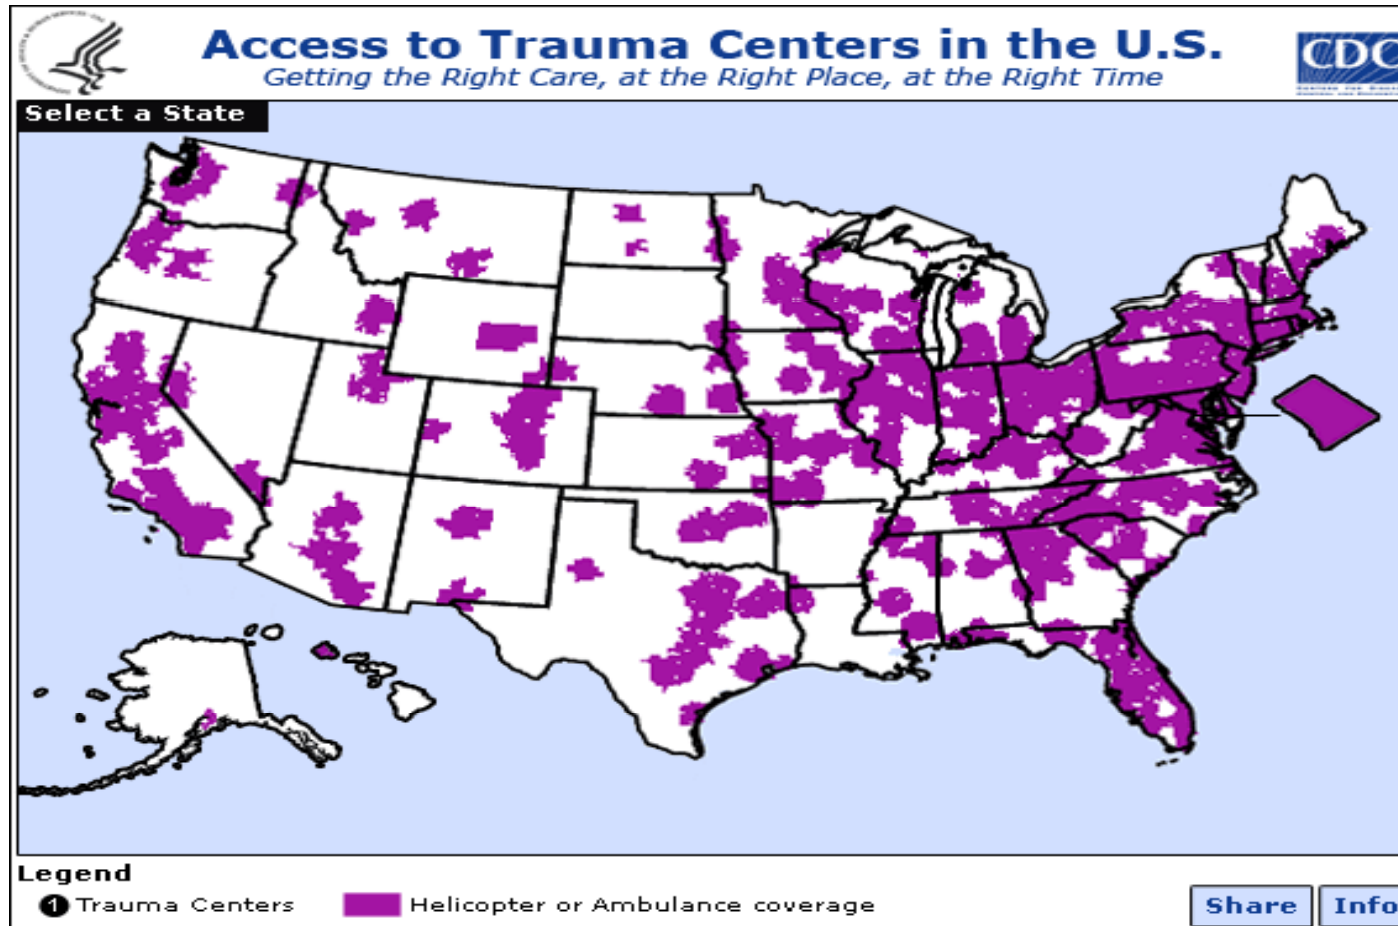 Access to Trauma Centers in the U.S.
Getting the Right Care, at the Right Place, at the Right Time
CDC
Select a State
Legend
1 Trauma Centers
Helicopter or Ambulance coverage
Share
Info